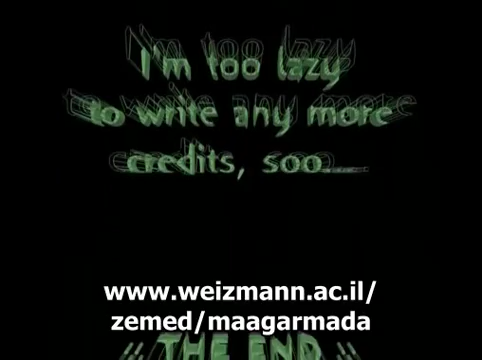 I'm too lazy
to write any more
credits, soo....
www.weizmann.ac.il/
zemed/maagarmada
THE END